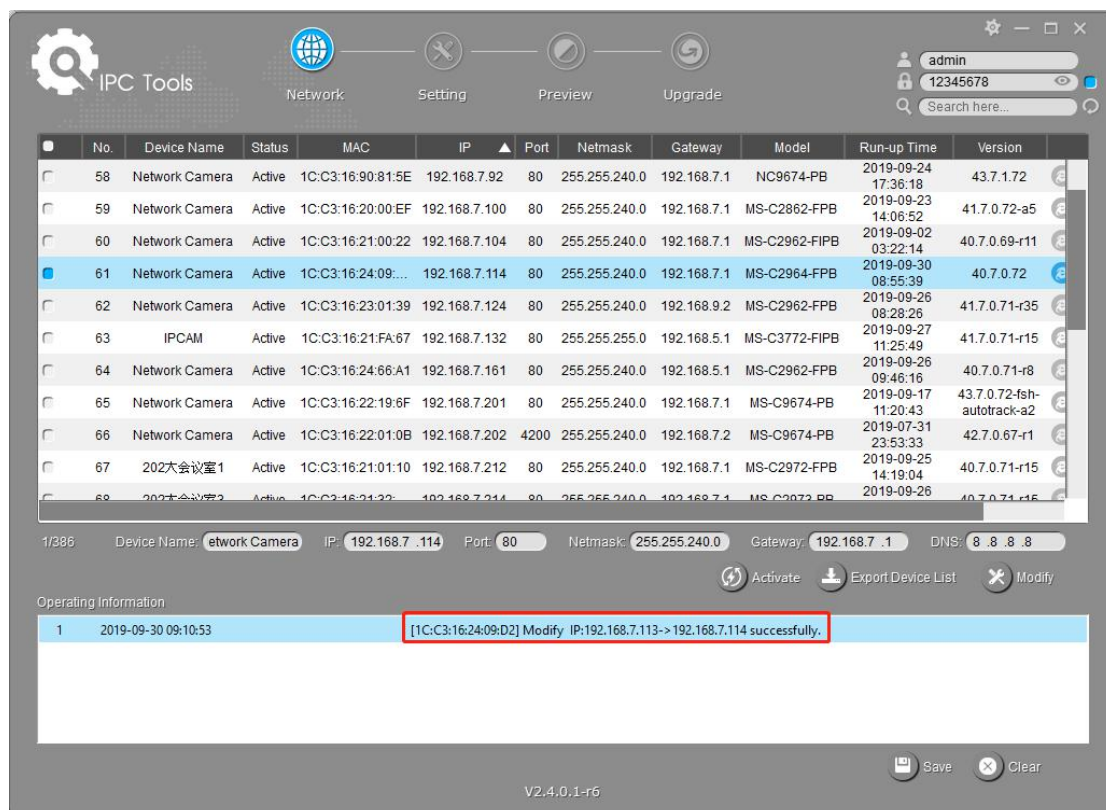 IPC Tools
Network Setting Preview Upgrade
admin
12345678
Search here...
No. Device Name Status MAC IP Port Netmask Gateway Model Run-up Time Version
58 Network Camera Active 1C:C3:16:90:81:5E 192.168.7.92 80 255.255.240.0 192.168.7.1 NC9674-PB 2019-09-24 17:36:18 43.7.1.72
59 Network Camera Active 1C:C3:16:20:00:EF 192.168.7.100 80 255.255.240.0 192.168.7.1 MS-C2862-FPB 2019-09-23 14:06:52 41.7.0.72-a5
60 Network Camera Active 1C:C3:16:21:00:22 192.168.7.104 80 255.255.240.0 192.168.7.1 MS-C2962-FIPB 2019-09-02 03:22:14 40.7.0.69-r11
61 Network Camera Active 1C:C3:16:24:09:... 192.168.7.114 80 255.255.240.0 192.168.7.1 MS-C2964-FPB 2019-09-30 08:55:39 40.7.0.72
62 Network Camera Active 1C:C3:16:23:01:39 192.168.7.124 80 255.255.240.0 192.168.9.2 MS-C2962-FPB 2019-09-26 08:28:26 41.7.0.71-r35
63 IPCAM Active 1C:C3:16:21:FA:67 192.168.7.132 80 255.255.240.0 192.168.5.1 MS-C3772-FIPB 2019-09-27 11:25:49 41.7.0.71-r15
64 Network Camera Active 1C:C3:16:24:66:A1 192.168.7.161 80 255.255.240.0 192.168.5.1 MS-C2962-FPB 2019-09-26 09:46:16 40.7.0.71-r8
65 Network Camera Active 1C:C3:16:22:19:6F 192.168.7.201 80 255.255.240.0 192.168.7.1 MS-C9674-PB 2019-09-17 11:20:43 43.7.0.72-fsh-autotrack-a2
66 Network Camera Active 1C:C3:16:22:01:0B 192.168.7.202 4200 255.255.240.0 192.168.7.2 MS-C9674-PB 2019-07-31 23:53:33 42.7.0.67-r1
67 202大会议室1 Active 1C:C3:16:21:01:10 192.168.7.212 80 255.255.240.0 192.168.7.1 MS-C2972-FPB 2019-09-25 14:19:04 40.7.0.71-r15
68 Active 192.168.7.214 80 255.255.240.0 192.168.7.1 2019-09-26
1/386 Device Name: etwork Camera IP: 192.168.7 .114 Port: 80 Netmask: 255.255.240.0 Gateway: 192.168.7 .1 DNS: 8 .8 .8 .8
Activate Export Device List Modify
Operating Information
1 2019-09-30 09:10:53 [1C:C3:16:24:09:D2] Modify IP:192.168.7.113->192.168.7.114 successfully.
Save Clear
V2.4.0.1-r6